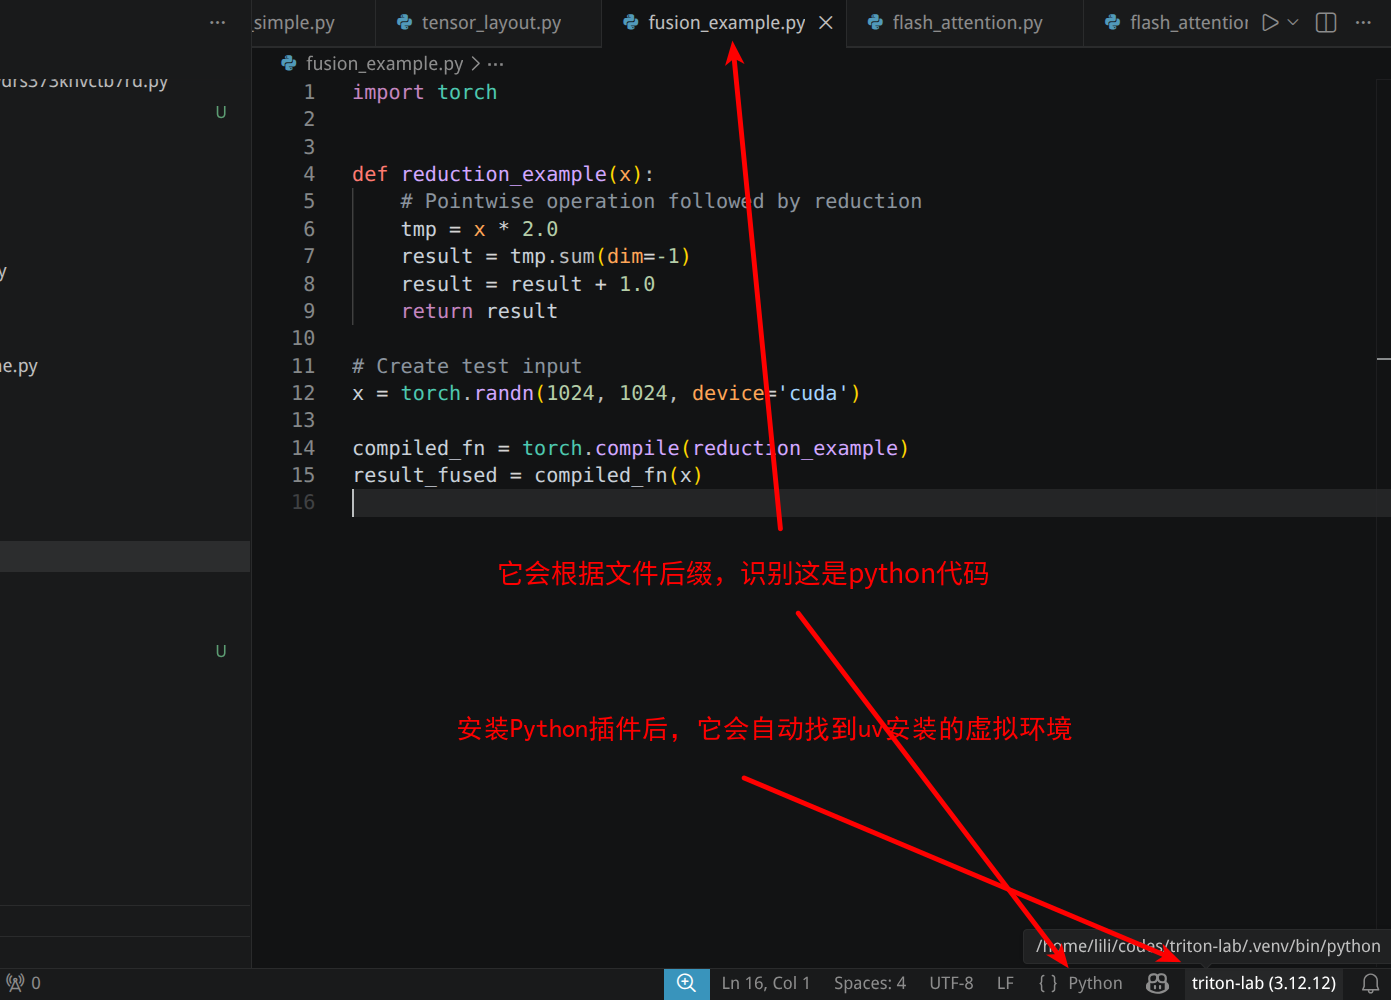 _simple.py
tensor_layout.py
fusion_example.py
flash_attention.py
fusion_example.py > ...
U
1 import torch
2
3
4 def reduction_example(x):
5 # Pointwise operation followed by reduction
6 tmp = x * 2.0
7 result = tmp.sum(dim=-1)
8 result = result + 1.0
9 return result
10
11 # Create test input
12 x = torch.randn(1024, 1024, device='cuda')
13
14 compiled_fn = torch.compile(reduction_example)
15 result_fused = compiled_fn(x)
16
e.py
它会根据文件后缀，识别这是python代码
U
安装Python插件后，它会自动找到uv安装的虚拟环境
/home/lili/codes/triton-lab/.venv/bin/python
0
Ln 16, Col 1 Spaces: 4 UTF-8 LF { } Python triton-lab (3.12.12)